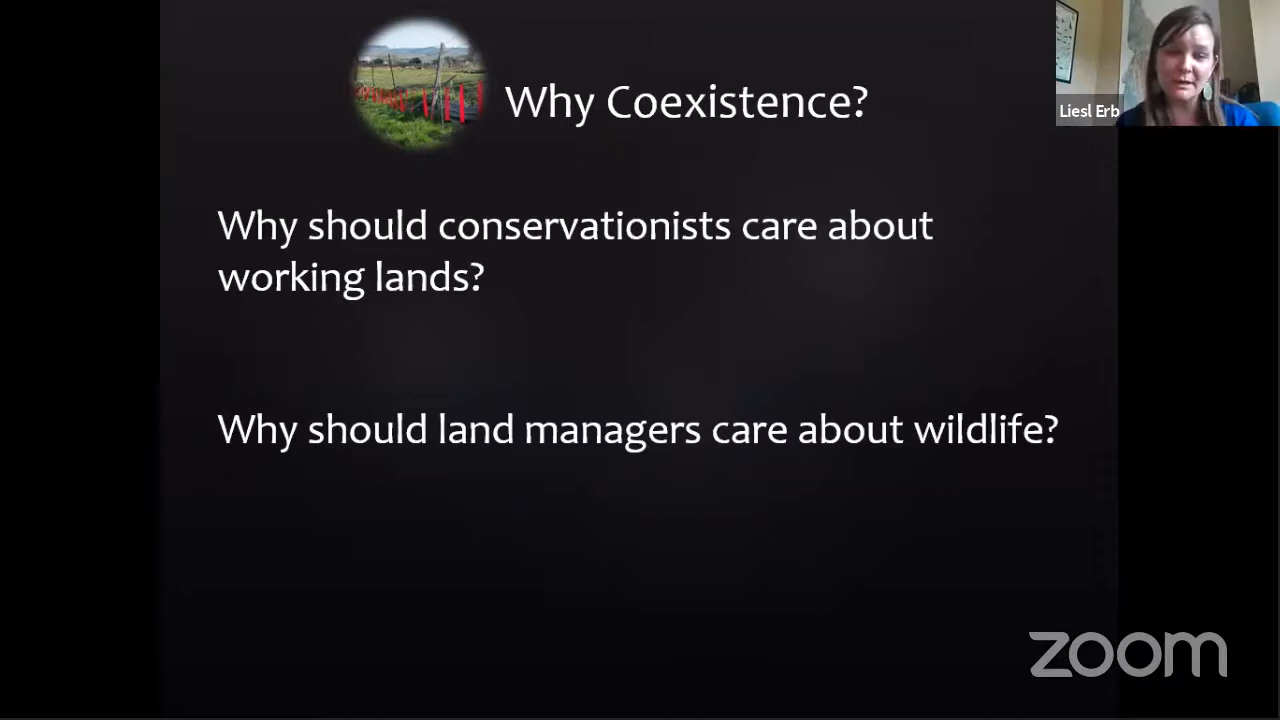 Why Coexistence?
Liesl Erb
Why should conservationists care about
working lands?
Why should land managers care about wildlife?
zoom